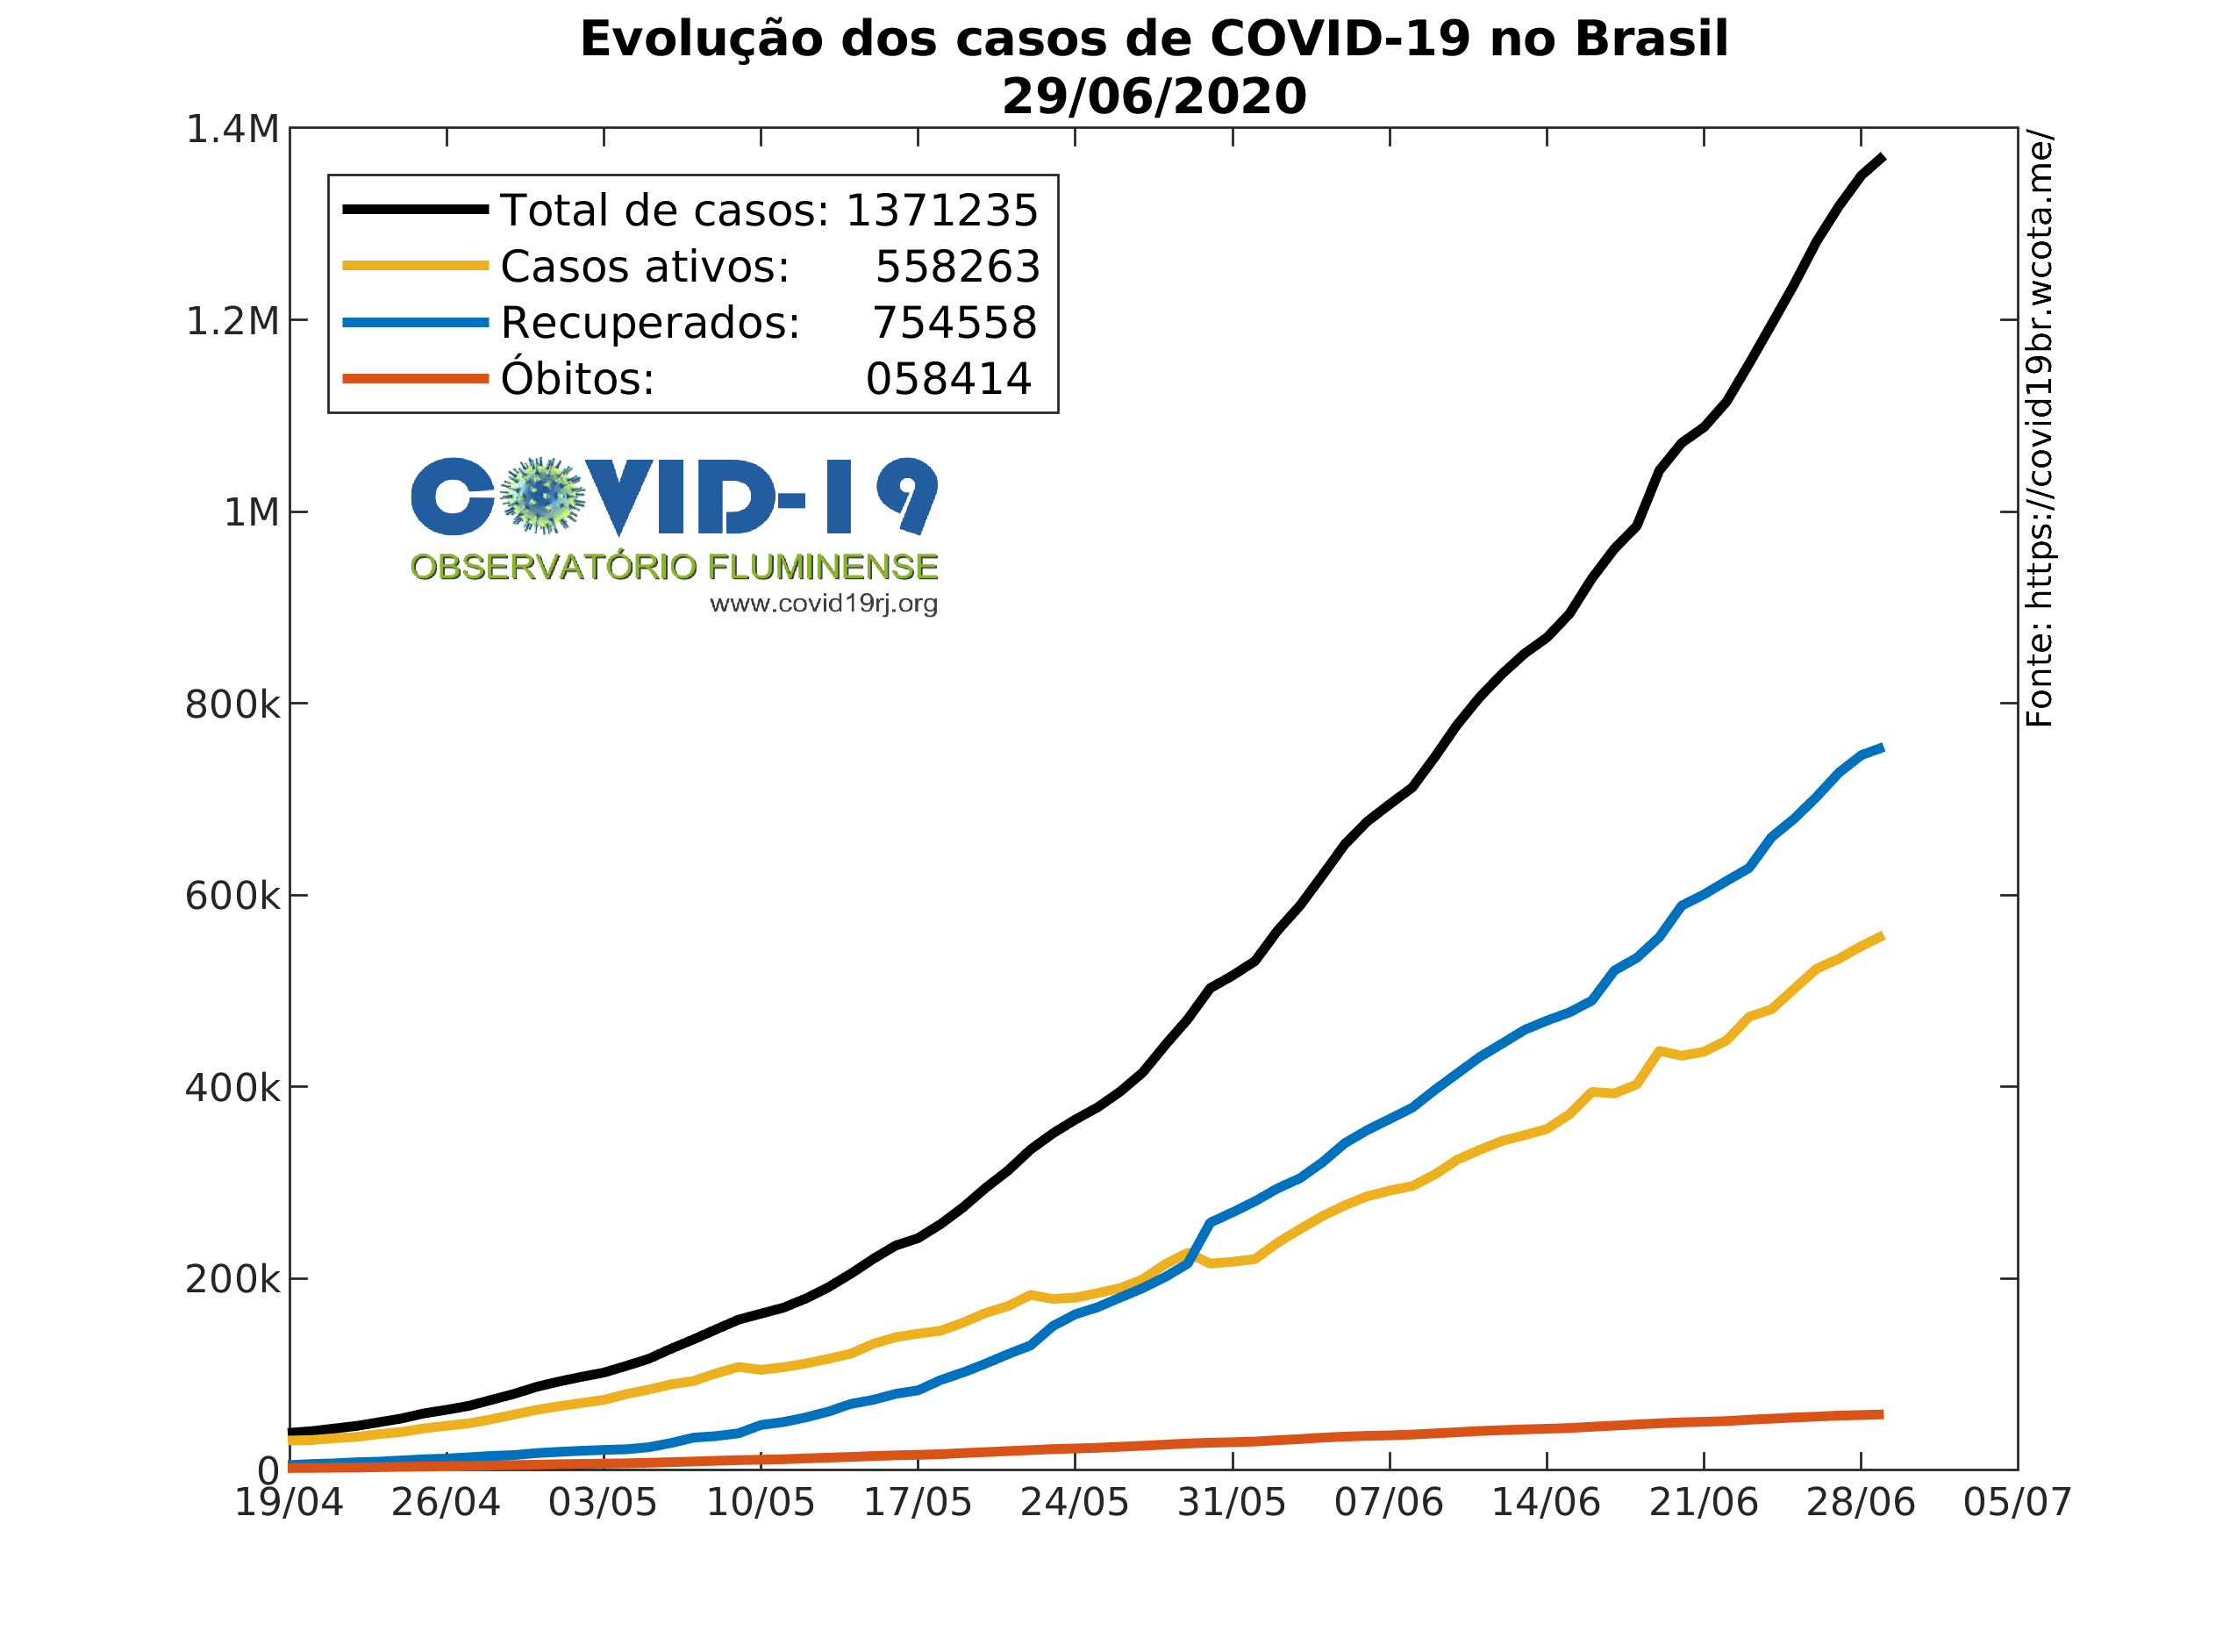 Evolução dos casos de COVID-19 no Brasil
29/06/2020
1.4M
1.2M
1M
800k
600k
400k
200k
0
Total de casos: 1371235
Casos ativos: 558263
Recuperados: 754558
Óbitos: 058414
COVID-19
OBSERVATÓRIO FLUMINENSE
www.covid19rj.org
Fonte: https://covid19br.wcota.me/
19/04 26/04 03/05 10/05 17/05 24/05 31/05 07/06 14/06 21/06 28/06 05/07